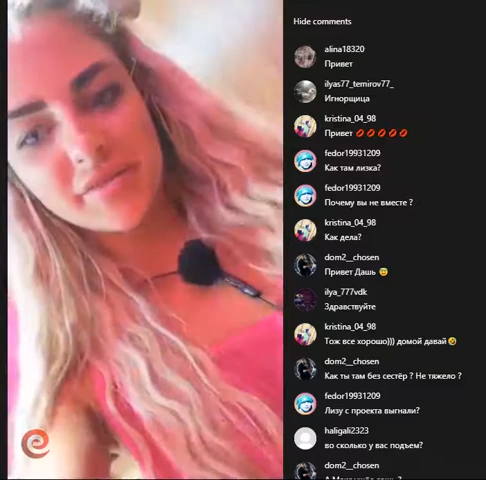 Hide comments
alina18320
Привет
ilyas77_temirov77_
Игнорщица
kristina_04_98
Привет 💋💋💋💋💋
fedor19931209
Как там лизка?
fedor19931209
Почему вы не вместе ?
kristina_04_98
Как дела?
dom2__chosen
Привет Дашь 😇
ilya_777vdk
Здравствуйте
kristina_04_98
Тож все хорошо))) домой давай🤣
dom2__chosen
Как ты там без сестёр ? Не тяжело ?
fedor19931209
Лизу с проекта выгнали?
haligali2323
во сколько у вас подъем?
dom2__chosen